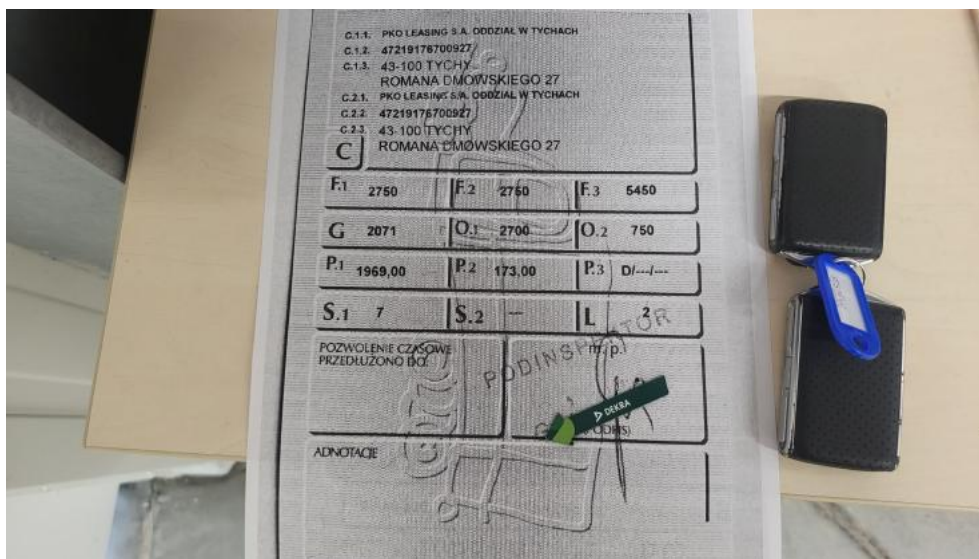 C.1.1. PKO LEASING S.A. ODDZIAŁ W TYCHACH
C.1.2. 47219176700927
C.1.3. 43-100 TYCHY
ROMANA DMOWSKIEGO 27
C.2.1. PKO LEASING S.A. ODDZIAŁ W TYCHACH
C.2.2. 47219176700927
C.2.3. 43-100 TYCHY
C ROMANA DMOWSKIEGO 27
F.1 2750 F.2 2750 F.3 5450
G 2071 O.1 2700 O.2 750
P.1 1969,00 P.2 173,00 P.3 D/---/---
S.1 7 S.2 — L 2
POZWOLENIE CZASOWE m. p.
PRZEDŁUŻONO DO:
PODINSPEKTOR
DEKRA
ADNOTACJE